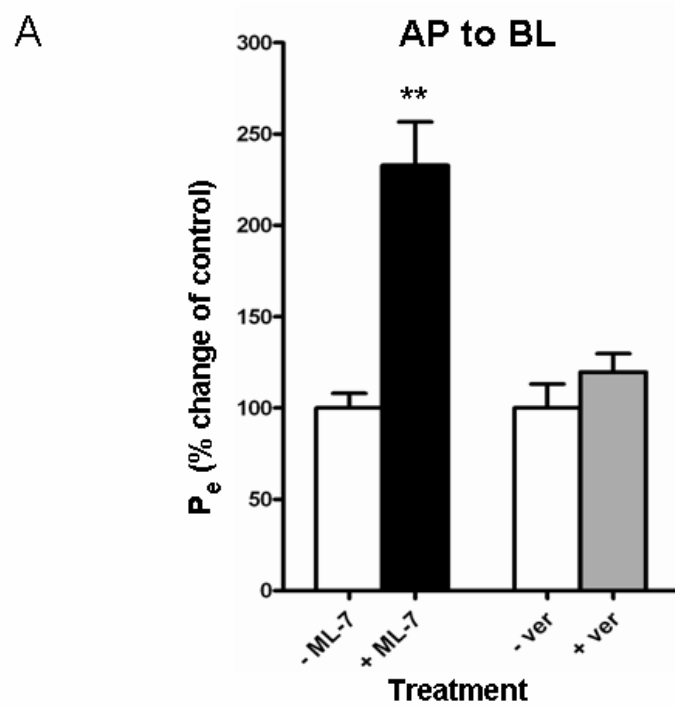 A
AP to BL
**
300
250
200
150
100
50
0
P_e (% change of control)
- ML-7
+ ML-7
- ver
+ ver
Treatment